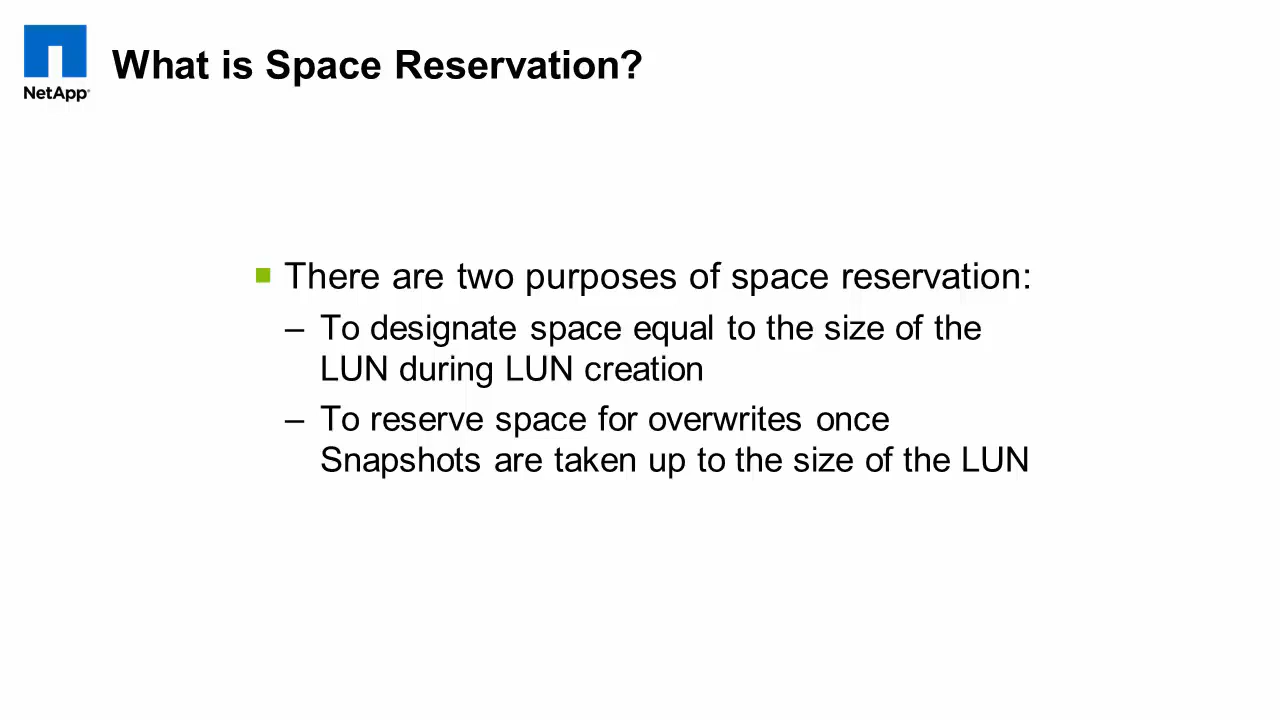 What is Space Reservation?
NetApp®
■ There are two purposes of space reservation:
– To designate space equal to the size of the
LUN during LUN creation
– To reserve space for overwrites once
Snapshots are taken up to the size of the LUN